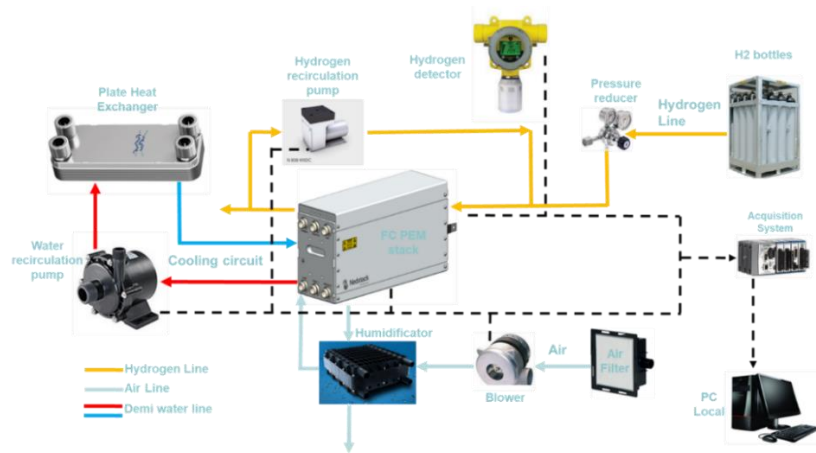 Hydrogen
recirculation
pump
Hydrogen
detector
H2 bottles
Plate Heat
Exchanger
Pressure
reducer
Hydrogen
Line
FC PEM
stack
Nedstack
Acquisition
System
Water
recirculation
pump
Cooling circuit
Humidificator
Air
Air
Filter
Blower
PC
Local
Hydrogen Line
Air Line
Demi water line